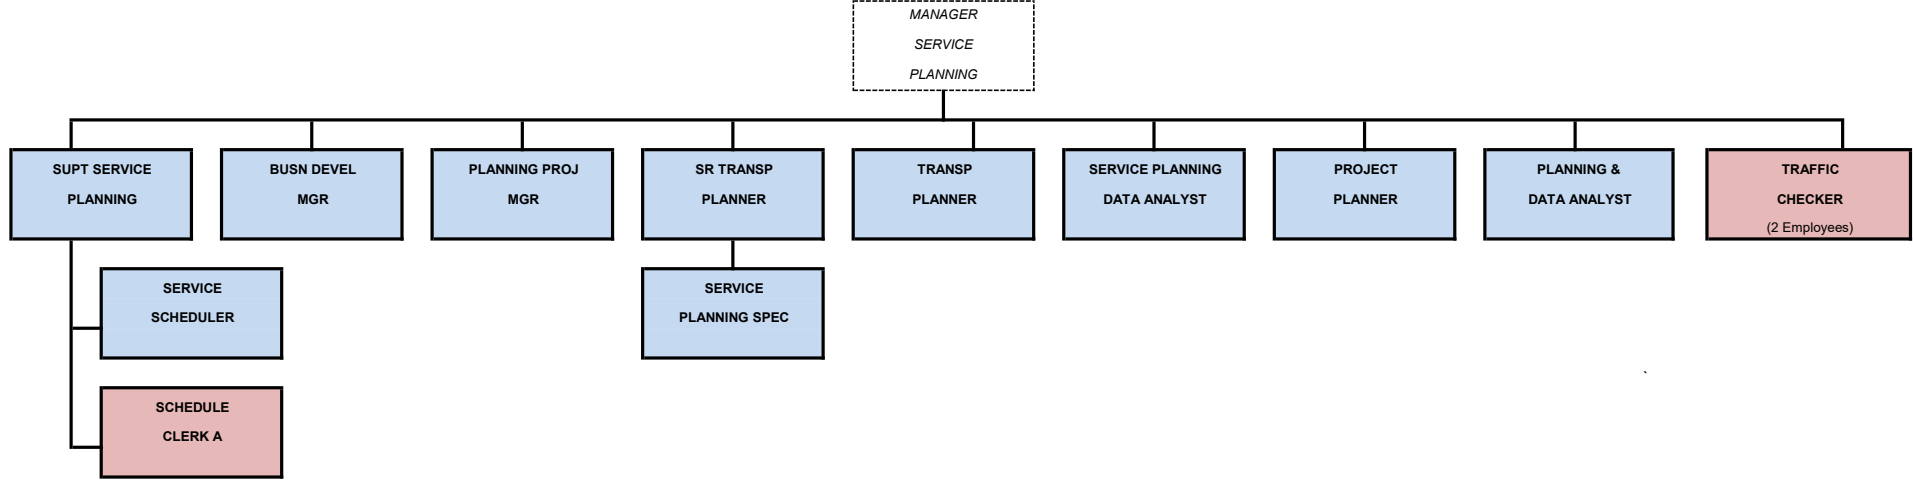 MANAGER
SERVICE
PLANNING
SUPT SERVICE
PLANNING
BUSN DEVEL
MGR
PLANNING PROJ
MGR
SR TRANSP
PLANNER
TRANSP
PLANNER
SERVICE PLANNING
DATA ANALYST
PROJECT
PLANNER
PLANNING &
DATA ANALYST
TRAFFIC
CHECKER
(2 Employees)
SERVICE
SCHEDULER
SERVICE
PLANNING SPEC
`
SCHEDULE
CLERK A